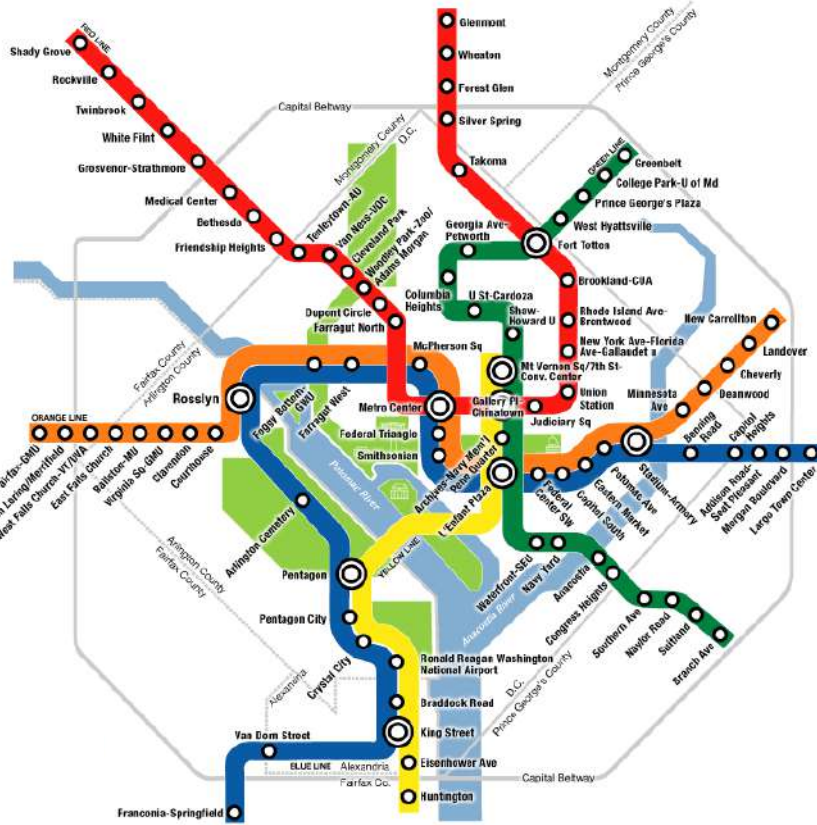 Glenmont
Wheaton
Forest Glen
Silver Spring
Takoma
RED LINE
Shady Grove
Rockville
Twinbrook
White Flint
Grosvenor-Strathmore
Medical Center
Bethesda
Friendship Heights
Tenleytown-AU
Van Ness-UDC
Cleveland Park
Woodley Park-Zoo/
Adams Morgan
Dupont Circle
Farragut North
Capital Beltway
Montgomery County
D.C.
Montgomery County
Prince George's County
GREEN LINE
Greenbelt
College Park-U of Md
Prince George's Plaza
West Hyattsville
Fort Totton
Georgia Ave-
Petworth
Columbia
Heights
U St-Cardoza
Shaw-
Howard U
Brookland-CUA
Rhode Island Ave-
Brentwood
New York Ave-Florida
Ave-Gallaudet u
Union
Station
Judiciary Sq
Mt Vernon Sq/7th St-
Conv. Center
Gallery Pl-
Chinatown
McPherson Sq
Metro Center
Federal Triangle
Smithsonian
Archives-Navy Mem'l
Penn Quarter
L'Enfant Plaza
Fairfax County
Arlington County
Rosslyn
Foggy Bottom-
GWU
Farragut West
ORANGE LINE
Fairfax-GMU
Loring/Merrifield
West Falls Church VT/UVA
East Falls Church
Ballston-MU
Virginia Sq GMU
Clarendon
Courthouse
New Carrollton
Landover
Cheverly
Deanwood
Minnesota
Ave
Benning
Road
Capitol
Heights
Addison Road-
Seat Pleasant
Morgan Boulevard
Largo Town Center
Stadium-Armory
Potomac Ave
Eastern Market
Capitol South
Federal
Center SW
Potomac River
Arlington Cemetery
Arlington County
Fairfax County
Pentagon
YELLOW LINE
Pentagon City
Crystal City
Ronald Reagan Washington
National Airport
Braddock Road
King Street
Eisenhower Ave
Huntington
Van Dorn Street
BLUE LINE
Alexandria
Fairfax Co.
Alexandria
Franconia-Springfield
Waterfront-SEU
Navy Yard
Anacostia
Congress Heights
Southern Ave
Naylor Road
Suitland
Branch Ave
Anacostia River
D.C.
Prince George's County
Capital Beltway